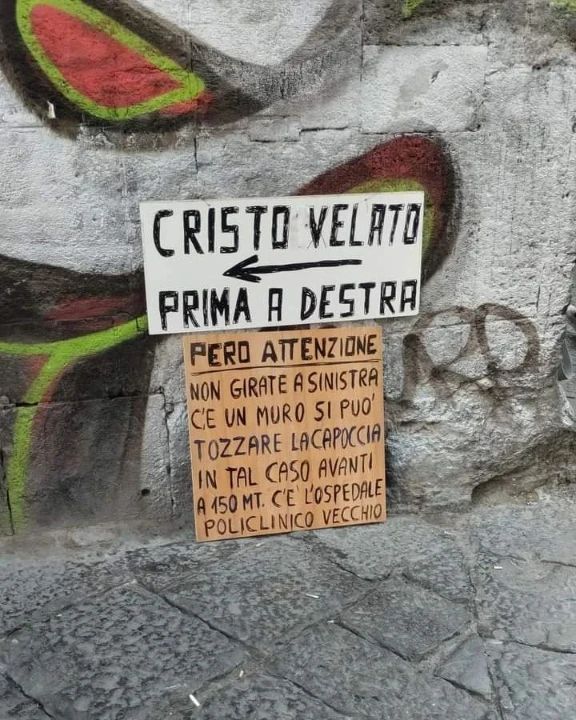 CRISTO VELATO
PRIMA A DESTRA
PERO ATTENZIONE
NON GIRATE A SINISTRA
C'E UN MURO SI PUO'
TOZZARE LA CAPOCCIA
IN TAL CASO AVANTI
A 150 MT. C'E L'OSPEDALE
POLICLINICO VECCHIO